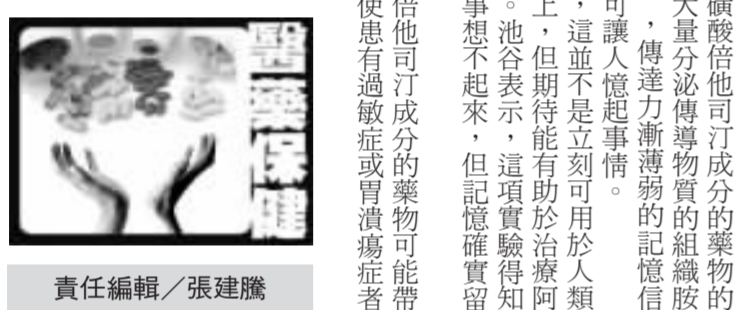 磺酸倍他司汀成分的藥物的
大量分泌傳導物質的組織胺
，傳達力漸薄弱的記憶信
可讓人憶起事情。
，這並不是立刻可用於人類
上，但期待能有助於治療阿
。池谷表示，這項實驗得知
事想不起來，但記憶確實留
倍他司汀成分的藥物可能帶
使患有過敏症或胃潰瘍症者
醫藥保健
責任編輯／張建騰